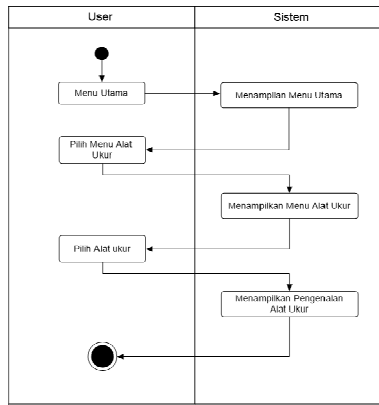 User
Sistem
Menu Utama
Menampilan Menu Utama
Pilih Menu Alat
Ukur
Menampilkan Menu Alat Ukur
Pilih Alat ukur
Menampilkan Pengenalan
Alat Ukur